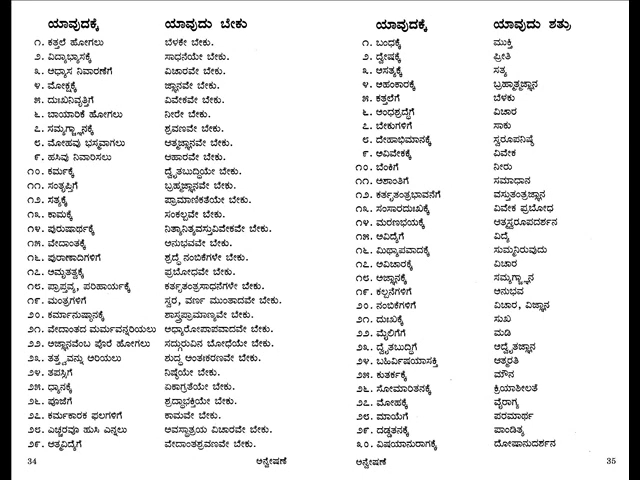 ಯಾವುದಕ್ಕೆ ಯಾವುದು ಬೇಕು
೧. ಕತ್ತಲೆ ಹೋಗಲು ಬೆಳಕೇ ಬೇಕು.
೨. ವಿದ್ಯಾಭ್ಯಾಸಕ್ಕೆ ಸಾಧನೆಯೇ ಬೇಕು.
೩. ಅಧ್ಯಾಸ ನಿವಾರಣೆಗೆ ವಿಚಾರವೇ ಬೇಕು.
೪. ಮೋಕ್ಷಕ್ಕೆ ಜ್ಞಾನವೇ ಬೇಕು.
೫. ದುಃಖನಿವೃತ್ತಿಗೆ ವಿವೇಕವೇ ಬೇಕು.
೬. ಬಾಯಾರಿಕೆ ಹೋಗಲು ನೀರೇ ಬೇಕು.
೭. ಸಮ್ಯಗ್ಜ್ಞಾನಕ್ಕೆ ಶ್ರವಣವೇ ಬೇಕು.
೮. ಮೋಹವು ಭಸ್ಮವಾಗಲು ಆತ್ಮಜ್ಞಾನವೇ ಬೇಕು.
೯. ಹಸಿವು ನಿವಾರಿಸಲು ಆಹಾರವೇ ಬೇಕು.
೧೦. ಕರ್ಮಕ್ಕೆ ದ್ವೈತಬುದ್ಧಿಯೇ ಬೇಕು.
೧೧. ಸಂತೃಪ್ತಿಗೆ ಬ್ರಹ್ಮಜ್ಞಾನವೇ ಬೇಕು.
೧೨. ಸತ್ಯಕ್ಕೆ ಪ್ರಾಮಾಣಿಕತೆಯೇ ಬೇಕು.
೧೩. ಕಾಮಕ್ಕೆ ಸಂಕಲ್ಪವೇ ಬೇಕು.
೧೪. ಪುರುಷಾರ್ಥಕ್ಕೆ ನಿತ್ಯಾನಿತ್ಯವಸ್ತುವಿವೇಕವೇ ಬೇಕು.
೧೫. ವೇದಾಂತಕ್ಕೆ ಅನುಭವವೇ ಬೇಕು.
೧೬. ಪುರಾಣಾದಿಗಳಿಗೆ ಶ್ರದ್ಧೆ ನಂಬಿಕೆಗಳೇ ಬೇಕು.
೧೭. ಅಮೃತತ್ವಕ್ಕೆ ಪ್ರಬೋಧವೇ ಬೇಕು.
೧೮. ಪ್ರಾಪ್ತವ್ಯ, ಪರಿಹಾರ್ಯಕ್ಕೆ ಕರ್ತೃತಂತ್ರಸಾಧನೆಗಳೇ ಬೇಕು.
೧೯. ಮಂತ್ರಗಳಿಗೆ ಸ್ವರ, ವರ್ಣ ಮುಂತಾದವೇ ಬೇಕು.
೨೦. ಕರ್ಮಾನುಷ್ಠಾನಕ್ಕೆ ಶಾಸ್ತ್ರಪ್ರಾಮಾಣ್ಯವೇ ಬೇಕು.
೨೧. ವೇದಾಂತದ ಮರ್ಮವನ್ನರಿಯಲು ಅಧ್ಯಾರೋಪಾಪವಾದವೇ ಬೇಕು.
೨೨. ಅಜ್ಞಾನವೆಂಬ ಪೊರೆ ಹೋಗಲು ಸದ್ಗುರುವಿನ ಬೋಧೆಯೇ ಬೇಕು.
೨೩. ತತ್ತ್ವವನ್ನು ಅರಿಯಲು ಶುದ್ಧ ಅಂತಃಕರಣವೇ ಬೇಕು.
೨೪. ತಪಸ್ಸಿಗೆ ನಿಷ್ಠೆಯೇ ಬೇಕು.
೨೫. ಧ್ಯಾನಕ್ಕೆ ಏಕಾಗ್ರತೆಯೇ ಬೇಕು.
೨೬. ಪೂಜೆಗೆ ಶ್ರದ್ಧಾಭಕ್ತಿಯೇ ಬೇಕು.
೨೭. ಕರ್ಮಕಾರಕ ಫಲಗಳಿಗೆ ಕಾಮವೇ ಬೇಕು.
೨೮. ಎಚ್ಚರವೂ ಹುಸಿ ಎನ್ನಲು ಅವಸ್ಥಾತ್ರಯ ವಿಚಾರವೇ ಬೇಕು.
೨೯. ಆತ್ಮವಿದ್ಯೆಗೆ ವೇದಾಂತಶ್ರವಣವೇ ಬೇಕು.
34 ಅನ್ವೇಷಣೆ
ಯಾವುದಕ್ಕೆ ಯಾವುದು ಶತ್ರು
೧. ಬಂಧಕ್ಕೆ ಮುಕ್ತಿ
೨. ದ್ವೇಷಕ್ಕೆ ಪ್ರೀತಿ
೩. ಅಸತ್ಯಕ್ಕೆ ಸತ್ಯ
೪. ಅಹಂಕಾರಕ್ಕೆ ಬ್ರಹ್ಮಾತ್ಮಜ್ಞಾನ
೫. ಕತ್ತಲೆಗೆ ಬೆಳಕು
೬. ಅಂಧಶ್ರದ್ಧೆಗೆ ವಿಚಾರ
೭. ಬೇಕುಗಳಿಗೆ ಸಾಕು
೮. ದೇಹಾಭಿಮಾನಕ್ಕೆ ಸ್ವರೂಪನಿಷ್ಠೆ
೯. ಅವಿವೇಕಕ್ಕೆ ವಿವೇಕ
೧೦. ಬೆಂಕಿಗೆ ನೀರು
೧೧. ಅಶಾಂತಿಗೆ ಸಮಾಧಾನ
೧೨. ಕರ್ತೃತಂತ್ರಭಾವನೆಗೆ ವಸ್ತುತಂತ್ರಜ್ಞಾನ
೧೩. ಸಂಸಾರದುಃಖಕ್ಕೆ ವಿವೇಕ ಪ್ರಬೋಧ
೧೪. ಮರಣಭಯಕ್ಕೆ ಆತ್ಮಸ್ವರೂಪದರ್ಶನ
೧೫. ಅವಿದ್ಯೆಗೆ ವಿದ್ಯೆ
೧೬. ಮಿಥ್ಯಾಪವಾದಕ್ಕೆ ಸುಮ್ಮನಿರುವುದು
೧೭. ಅವಿಚಾರಕ್ಕೆ ವಿಚಾರ
೧೮. ಅಜ್ಞಾನಕ್ಕೆ ಸಮ್ಯಗ್ಜ್ಞಾನ
೧೯. ಕಲ್ಪನೆಗಳಿಗೆ ಅನುಭವ
೨೦. ನಂಬಿಕೆಗಳಿಗೆ ವಿಚಾರ, ವಿಜ್ಞಾನ
೨೧. ದುಃಖಕ್ಕೆ ಸುಖ
೨೨. ಮೈಲಿಗೆಗೆ ಮಡಿ
೨೩. ದ್ವೈತಬುದ್ಧಿಗೆ ಅದ್ವೈತಜ್ಞಾನ
೨೪. ಬಹಿರ್ವಿಷಯಾಸಕ್ತಿ ಆತ್ಮರತಿ
೨೫. ಕುತರ್ಕಕ್ಕೆ ಮೌನ
೨೬. ಸೋಮಾರಿತನಕ್ಕೆ ಕ್ರಿಯಾಶೀಲತೆ
೨೭. ಮೋಹಕ್ಕೆ ವೈರಾಗ್ಯ
೨೮. ಮಾಯೆಗೆ ಪರಮಾರ್ಥ
೨೯. ದಡ್ಡತನಕ್ಕೆ ಪಾಂಡಿತ್ಯ
೩೦. ವಿಷಯಾನುರಾಗಕ್ಕೆ ದೋಷಾನುದರ್ಶನ
ಅನ್ವೇಷಣೆ 35